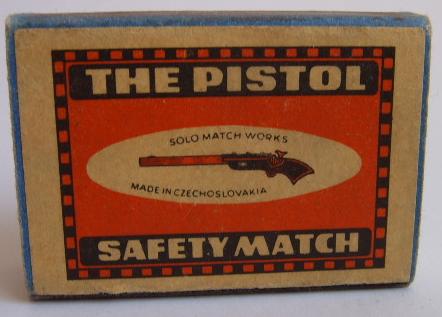 THE PISTOL
SOLO MATCH WORKS
MADE IN CZECHOSLOVAKIA
SAFETY MATCH